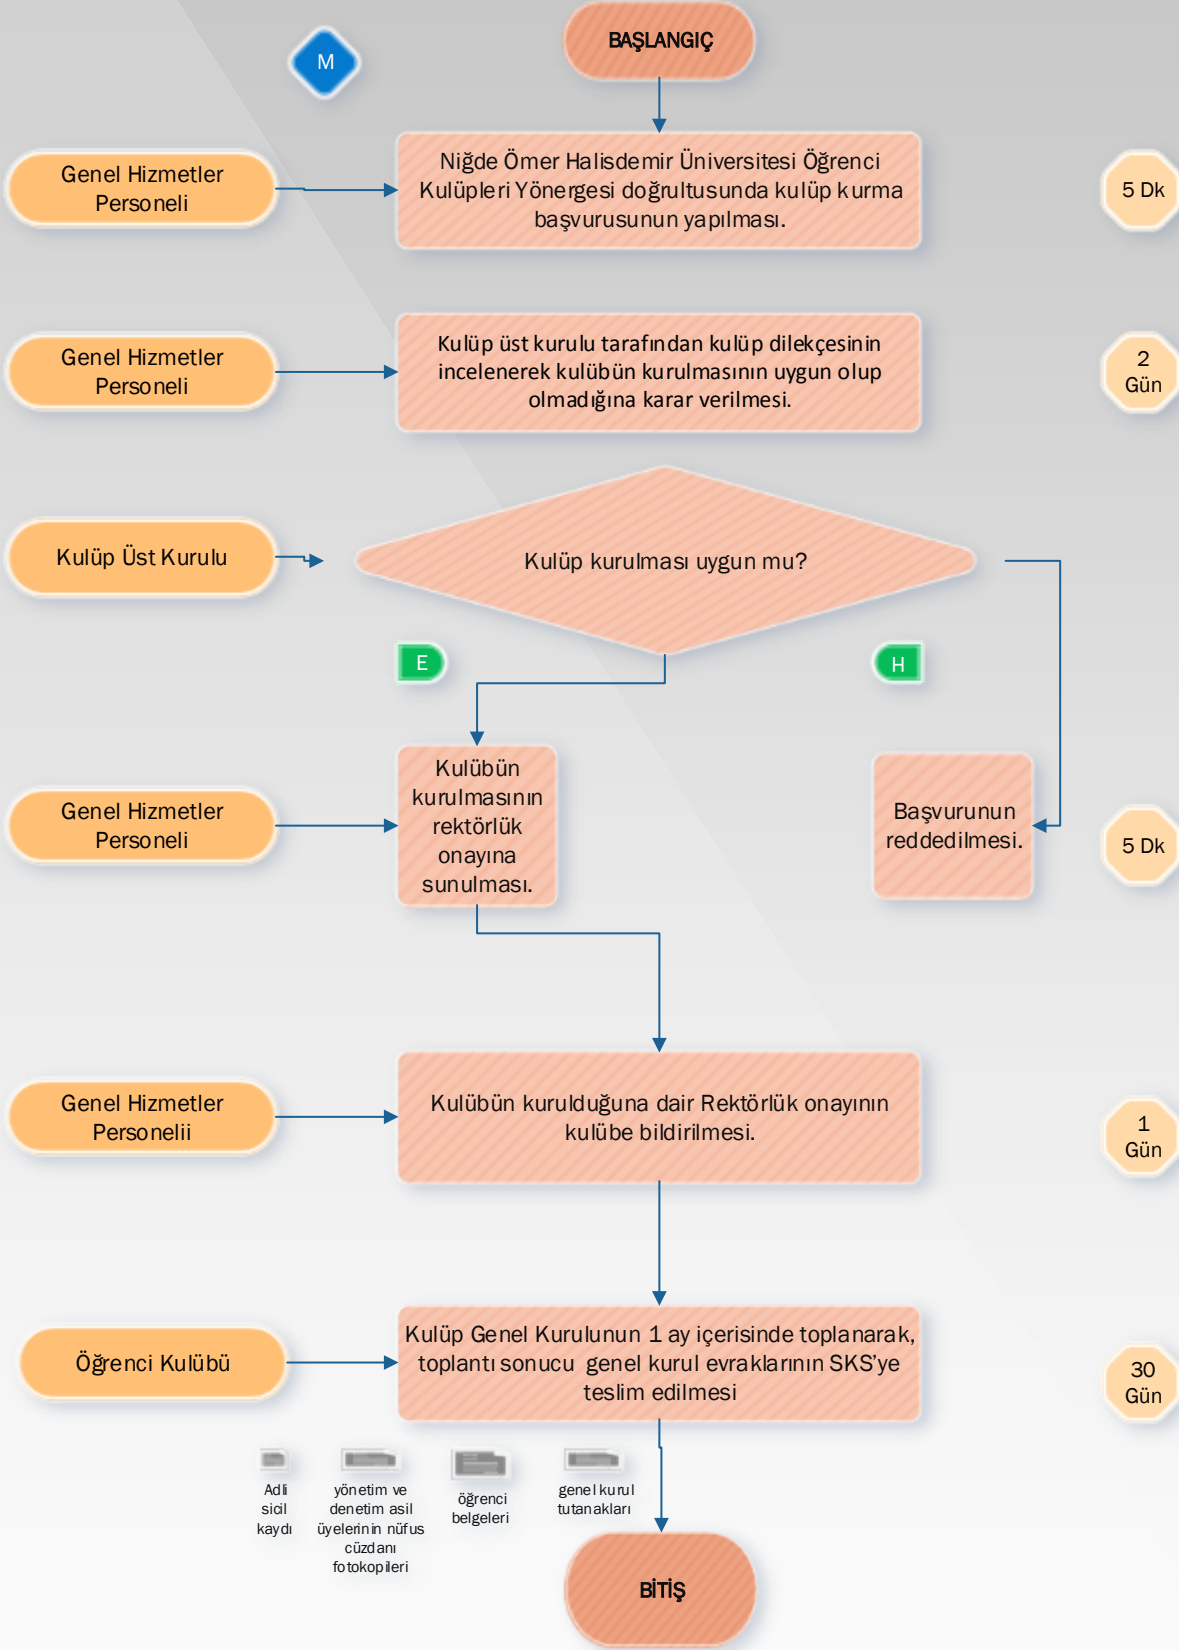 BAŞLANGIÇ
M
Genel Hizmetler
Personeli
Niğde Ömer Halisdemir Üniversitesi Öğrenci
Kulüpleri Yönergesi doğrultusunda kulüp kurma
başvurusunun yapılması.
5 Dk
Genel Hizmetler
Personeli
Kulüp üst kurulu tarafından kulüp dilekçesinin
incelenerek kulübün kurulmasının uygun olup
olmadığına karar verilmesi.
2
Gün
Kulüp Üst Kurulu
Kulüp kurulması uygun mu?
E
H
Genel Hizmetler
Personeli
Kulübün
kurulmasının
rektörlük
onayına
sunulması.
Başvurunun
reddedilmesi.
5 Dk
Genel Hizmetler
Personelii
Kulübün kurulduğuna dair Rektörlük onayının
kulübe bildirilmesi.
1
Gün
Öğrenci Kulübü
Kulüp Genel Kurulunun 1 ay içerisinde toplanarak,
toplantı sonucu genel kurul evraklarının SKS'ye
teslim edilmesi
30
Gün
Adli
sicil
kaydı
yönetim ve
denetim asil
üyelerinin nüfus
cüzdanı
fotokopileri
öğrenci
belgeleri
genel kurul
tutanakları
BİTİŞ